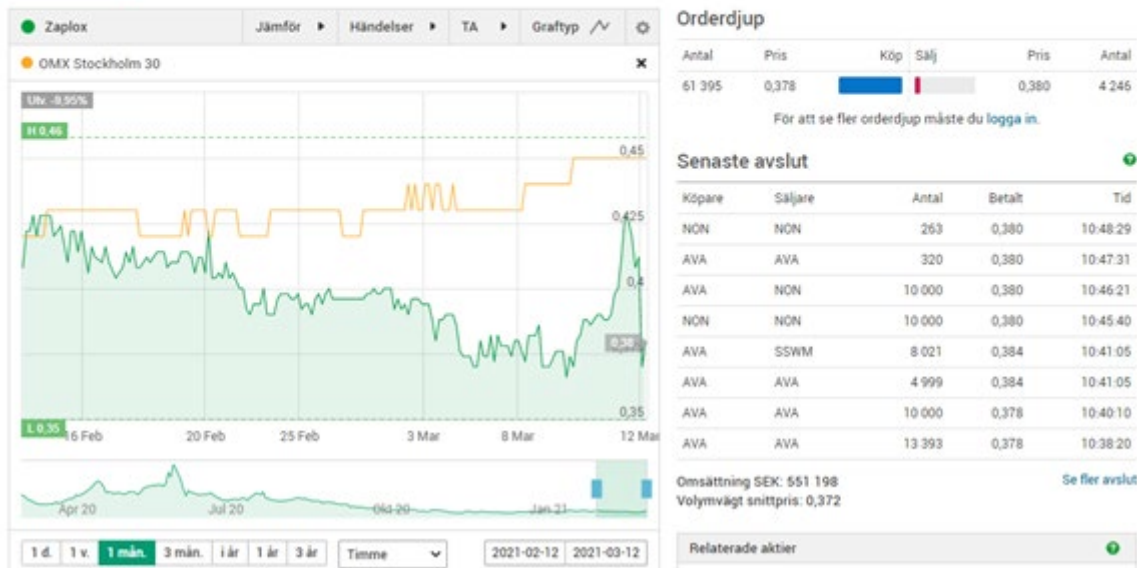 Zaplox Jämför Händelser TA Graftyp
OMX Stockholm 30
Utv. -9,95%
H 0,46
0,45
0,425
0,4
0,38
0,35
L 0,35
16 Feb 20 Feb 25 Feb 3 Mar 8 Mar 12 Mar
Apr 20 Jul 20 Okt 20 Jan 21
1 d. 1 v. 1 mån. 3 mån. i år 1 år 3 år Timme 2021-02-12 2021-03-12
Orderdjup
Antal Pris Köp Sälj Pris Antal
61 395 0,378 0,380 4 246
För att se fler orderdjup måste du logga in.
Senaste avslut
Köpare Säljare Antal Betalt Tid
NON NON 263 0,380 10:48:29
AVA AVA 320 0,380 10:47:31
AVA NON 10 000 0,380 10:46:21
NON NON 10 000 0,380 10:45:40
AVA SSWM 8 021 0,384 10:41:05
AVA AVA 4 999 0,384 10:41:05
AVA AVA 10 000 0,378 10:40:10
AVA AVA 13 393 0,378 10:38:20
Omsättning SEK: 551 198 Se fler avslut
Volymvägt snittpris: 0,372
Relaterade aktier